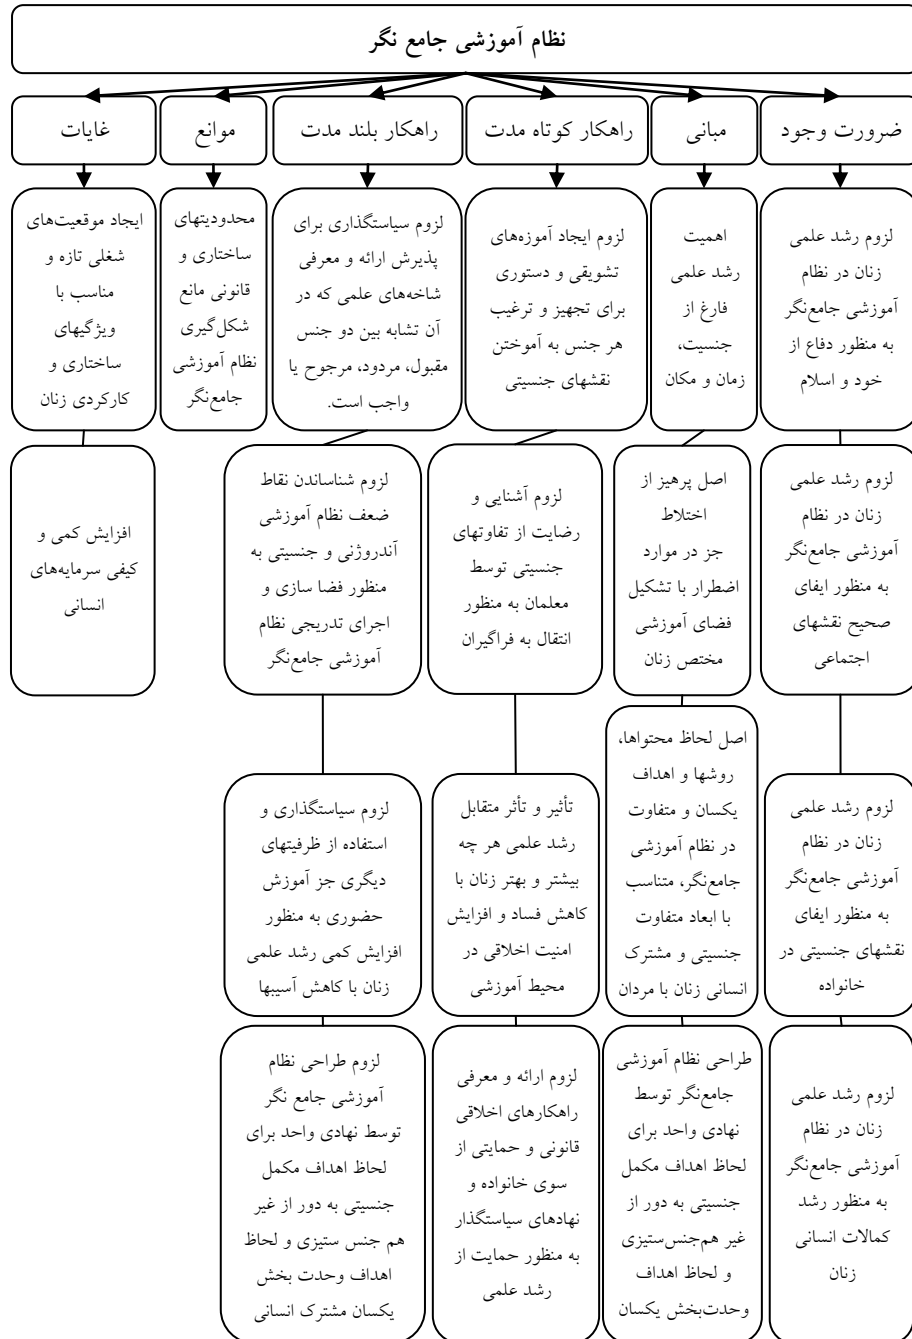 نظام آموزشی جامع نگر
ضرورت وجود
مبانی
راهکار کوتاه مدت
راهکار بلند مدت
موانع
غایات
لزوم رشد علمی
زنان در نظام
آموزشی جامع‌نگر
به منظور دفاع از
خود و اسلام
اهمیت
رشد علمی
فارغ از
جنسیت،
زمان و مکان
لزوم ایجاد آموزه‌های
تشویقی و دستوری
برای تجهیز و ترغیب
هر جنس به آموختن
نقشهای جنسیتی
لزوم سیاستگذاری برای
پذیرش ارائه و معرفی
شاخه‌های علمی که در
آن تشابه بین دو جنس
مقبول، مردود، مرجوح یا
واجب است.
محدودیتهای
ساختاری و
قانونی مانع
شکل‌گیری
نظام آموزشی
جامع‌نگر
ایجاد موقعیت‌های
شغلی تازه و
مناسب با
ویژگیهای
ساختاری و
کارکردی زنان
لزوم رشد علمی
زنان در نظام
آموزشی جامع‌نگر
به منظور ایفای
صحیح نقشهای
اجتماعی
اصل پرهیز از
اختلاط
جز در موارد
اضطرار با تشکیل
فضای آموزشی
مختص زنان
لزوم آشنایی و
رضایت از تفاوتهای
جنسیتی توسط
معلمان به منظور
انتقال به فراگیران
لزوم شناساندن نقاط
ضعف نظام آموزشی
آندروژنی و جنسیتی به
منظور فضا سازی و
اجرای تدریجی نظام
آموزشی جامع‌نگر
افزایش کمی و
کیفی سرمایه‌های
انسانی
لزوم رشد علمی
زنان در نظام
آموزشی جامع‌نگر
به منظور ایفای
نقشهای جنسیتی در
خانواده
اصل لحاظ محتواها،
روشها و اهداف
یکسان و متفاوت
در نظام آموزشی
جامع‌نگر، متناسب
با ابعاد متفاوت
جنسیتی و مشترک
انسانی زنان با مردان
تأثیر و تأثر متقابل
رشد علمی هر چه
بیشتر و بهتر زنان با
کاهش فساد و افزایش
امنیت اخلاقی در
محیط آموزشی
لزوم سیاستگذاری و
استفاده از ظرفیتهای
دیگری جز آموزش
حضوری به منظور
افزایش کمی رشد علمی
زنان با کاهش آسیبها
لزوم رشد علمی
زنان در نظام
آموزشی جامع‌نگر
به منظور رشد
کمالات انسانی
زنان
طراحی نظام آموزشی
جامع‌نگر توسط
نهادی واحد برای
لحاظ اهداف مکمل
جنسیتی به دور از
غیر هم‌جنس‌ستیزی
و لحاظ اهداف
وحدت‌بخش یکسان
لزوم ارائه و معرفی
راهکارهای اخلاقی
قانونی و حمایتی از
سوی خانواده و
نهادهای سیاستگذار
به منظور حمایت از
رشد علمی
لزوم طراحی نظام
آموزشی جامع نگر
توسط نهادی واحد برای
لحاظ اهداف مکمل
جنسیتی به دور از غیر
هم جنس ستیزی و لحاظ
اهداف وحدت بخش
یکسان مشترک انسانی